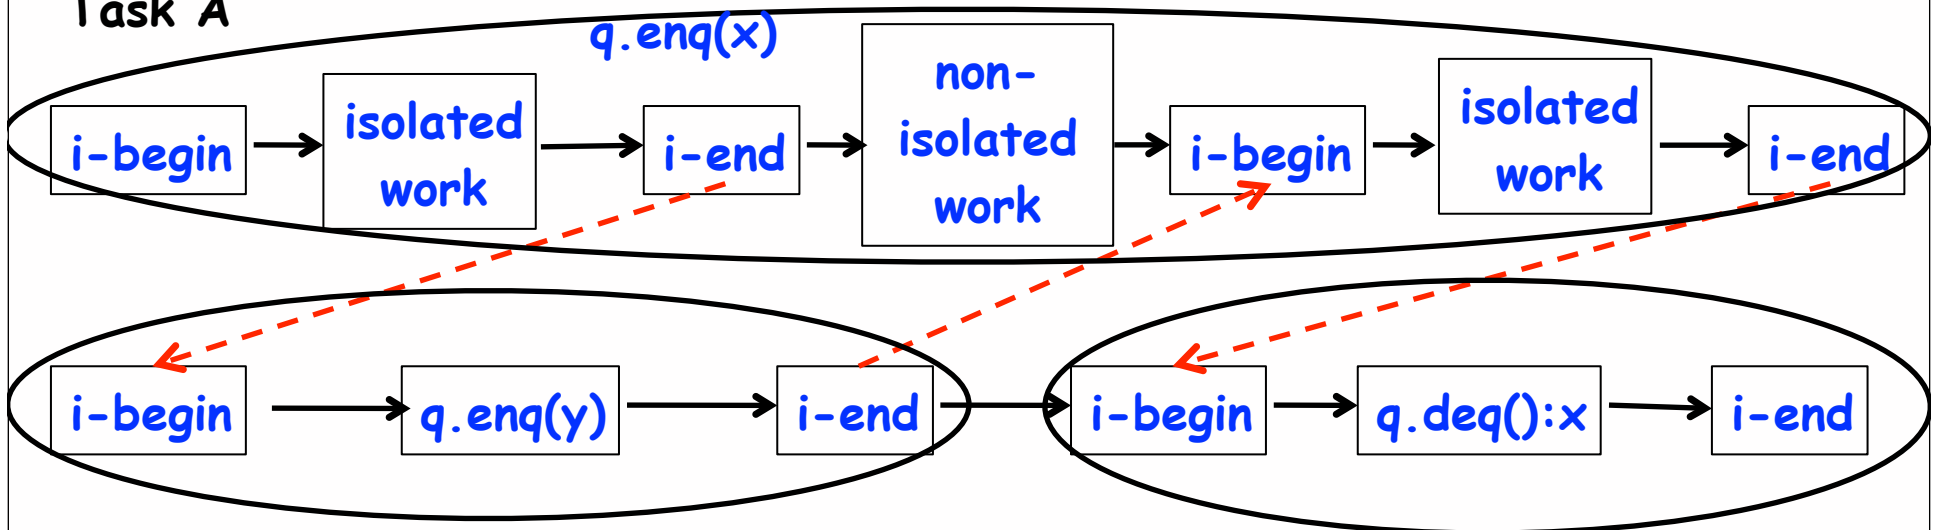 Task A
q.enq(x)
i-begin
isolated
work
i-end
non-
isolated
work
i-begin
isolated
work
i-end
i-begin
q.enq(y)
i-end
i-begin
q.deq():x
i-end